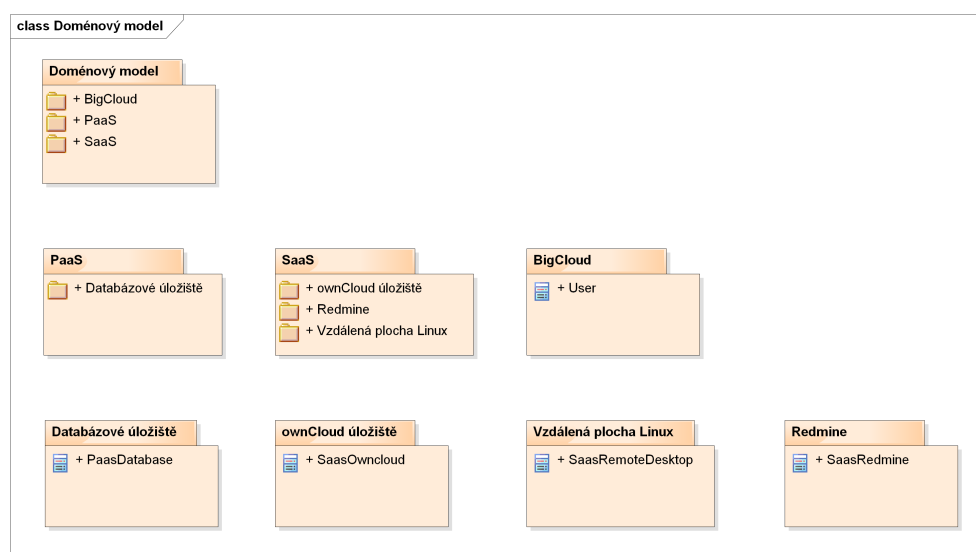 class Doménový model
Doménový model
+ BigCloud
+ PaaS
+ SaaS
PaaS
+ Databázové úložiště
SaaS
+ ownCloud úložiště
+ Redmine
+ Vzdálená plocha Linux
BigCloud
+ User
Databázové úložiště
+ PaasDatabase
ownCloud úložiště
+ SaasOwncloud
Vzdálená plocha Linux
+ SaasRemoteDesktop
Redmine
+ SaasRedmine